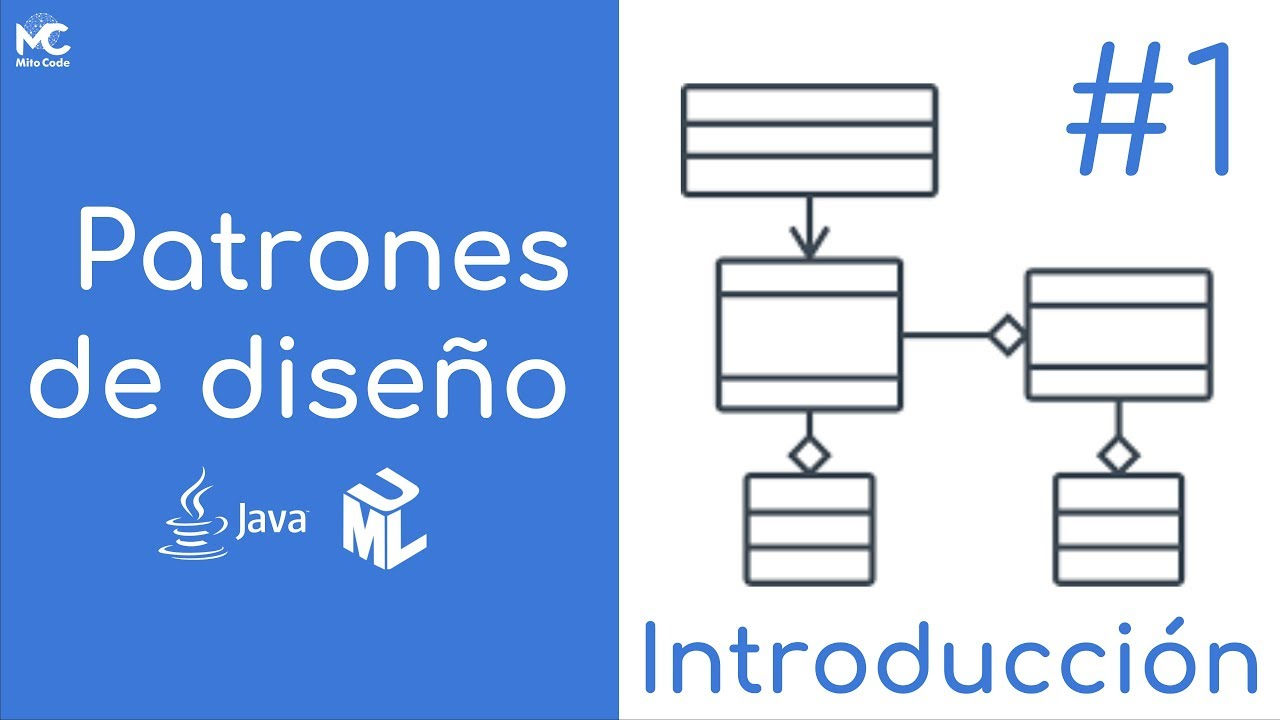 MC
Mito Code
Patrones
de diseño
Java
UML
#1
Introducción